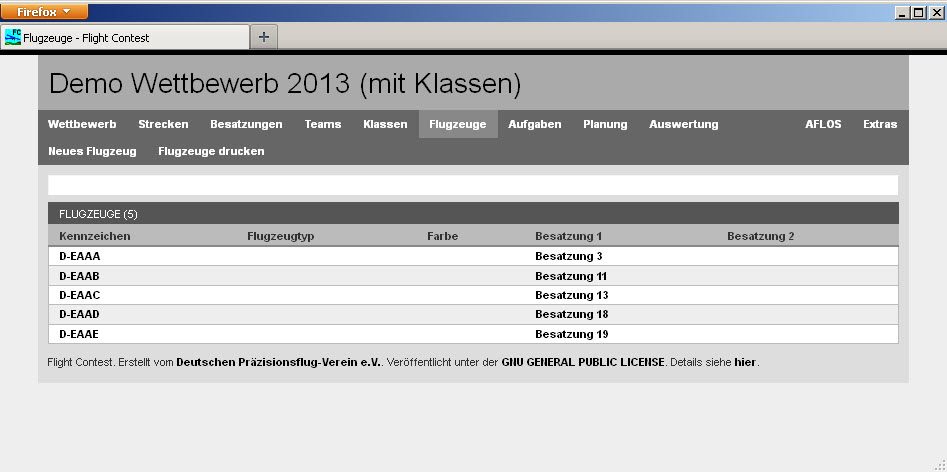 Firefox
Flugzeuge - Flight Contest
Demo Wettbewerb 2013 (mit Klassen)
Wettbewerb Strecken Besatzungen Teams Klassen Flugzeuge Aufgaben Planung Auswertung AFLOS Extras
Neues Flugzeug Flugzeuge drucken
FLUGZEUGE (5)
Kennzeichen Flugzeugtyp Farbe Besatzung 1 Besatzung 2
D-EAAA Besatzung 3
D-EAAB Besatzung 11
D-EAAC Besatzung 13
D-EAAD Besatzung 18
D-EAAE Besatzung 19
Flight Contest. Erstellt vom Deutschen Präzisionsflug-Verein e.V.. Veröffentlicht unter der GNU GENERAL PUBLIC LICENSE. Details siehe hier.